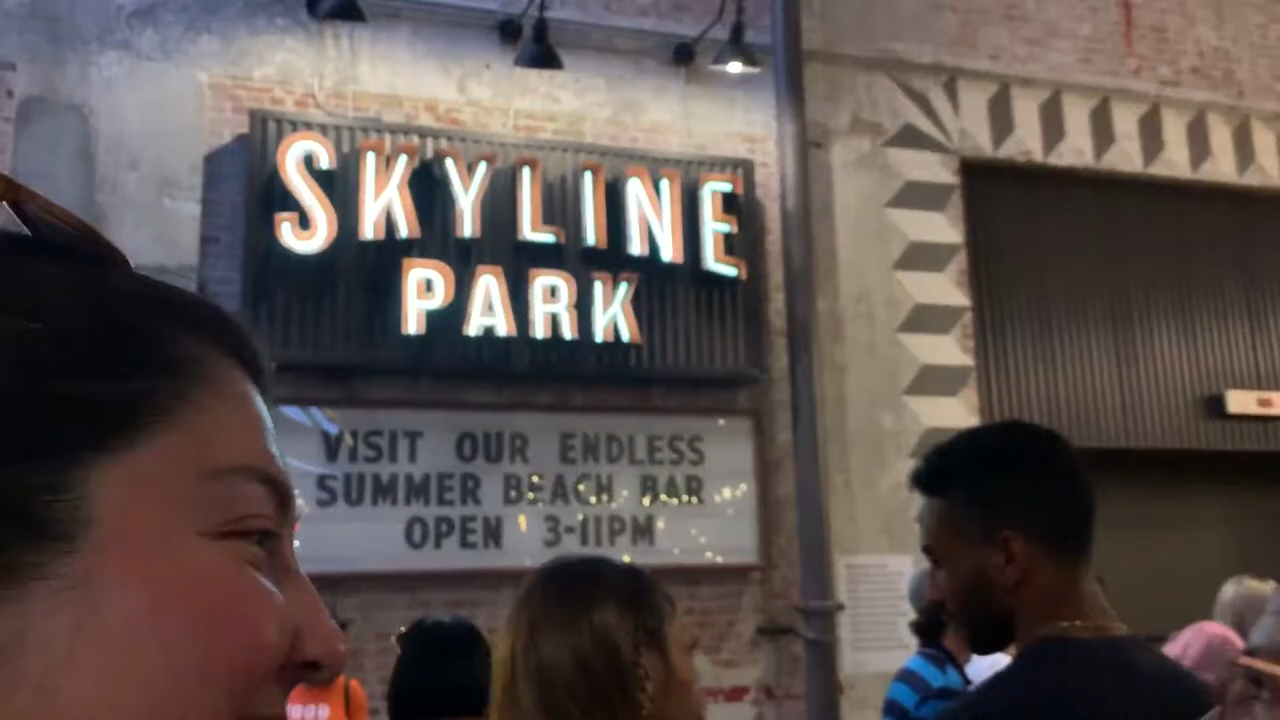 SKYLINE
PARK
VISIT OUR ENDLESS
SUMMER BEACH BAR
OPEN 3-11PM